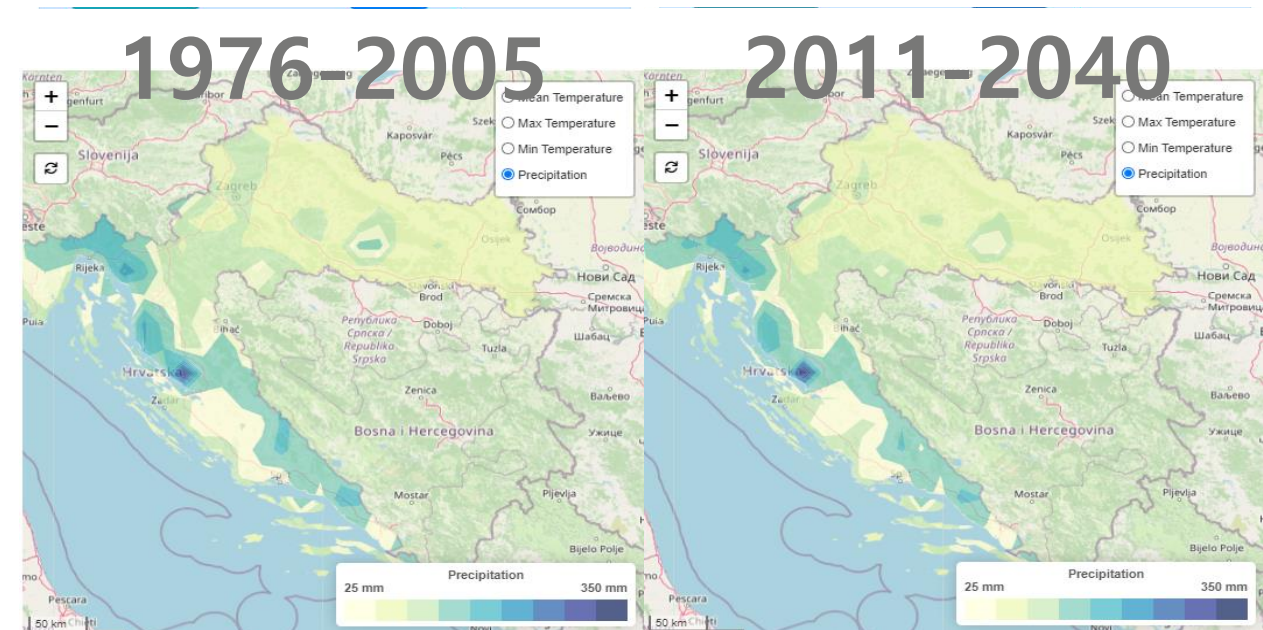 1976-2005
Kärnten
+
−
Slovenija
Kaposvár
Pécs
Mean Temperature
Max Temperature
Min Temperature
Precipitation
Zagreb
Сомбор
Osijek
Rijeka
Нови Сад
Brod
Сремска
Митровица
Bihać
Република
Српска /
Republika
Srpska
Doboj
Tuzla
Шабац
Hrvatska
Zadar
Zenica
Ваљево
Bosna i Hercegovina
Ужице
Mostar
Pljevlja
Bijelo Polje
Precipitation
25 mm
350 mm
Pescara
50 km
Chieti
2011-2040
+
−
Slovenija
Kaposvár
Pécs
Mean Temperature
Max Temperature
Min Temperature
Precipitation
Zagreb
Сомбор
Osijek
Rijeka
Нови Сад
Brod
Сремска
Bihać
Република
Српска /
Republika
Srpska
Doboj
Tuzla
Шабац
Hrvatska
Zadar
Zenica
Ваљево
Bosna i Hercegovina
Ужице
Mostar
Pljevlja
Bijelo Polje
Precipitation
25 mm
350 mm
Pescara
50 km
Chieti